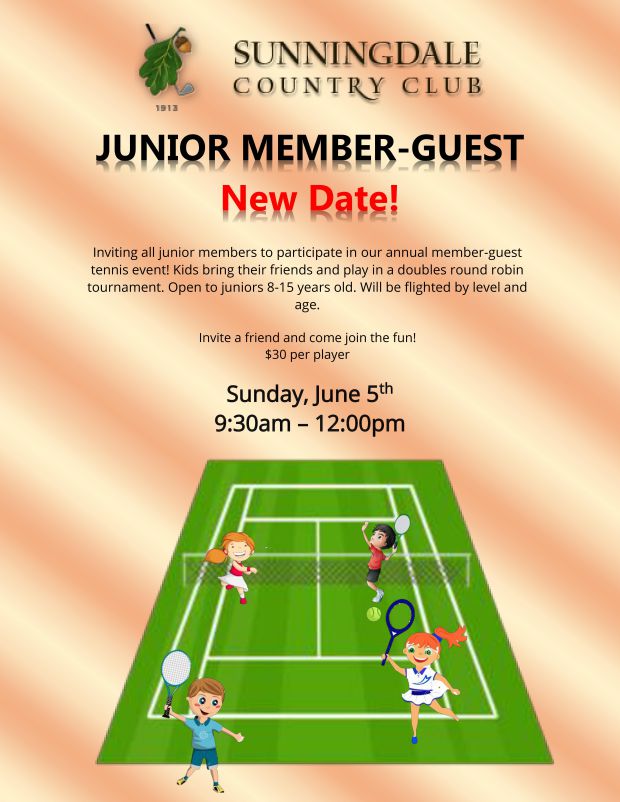 SUNNINGDALE
COUNTRY CLUB
1913
JUNIOR MEMBER-GUEST
New Date!
Inviting all junior members to participate in our annual member-guest
tennis event! Kids bring their friends and play in a doubles round robin
tournament. Open to juniors 8-15 years old. Will be flighted by level and
age.
Invite a friend and come join the fun!
$30 per player
Sunday, June 5th
9:30am – 12:00pm